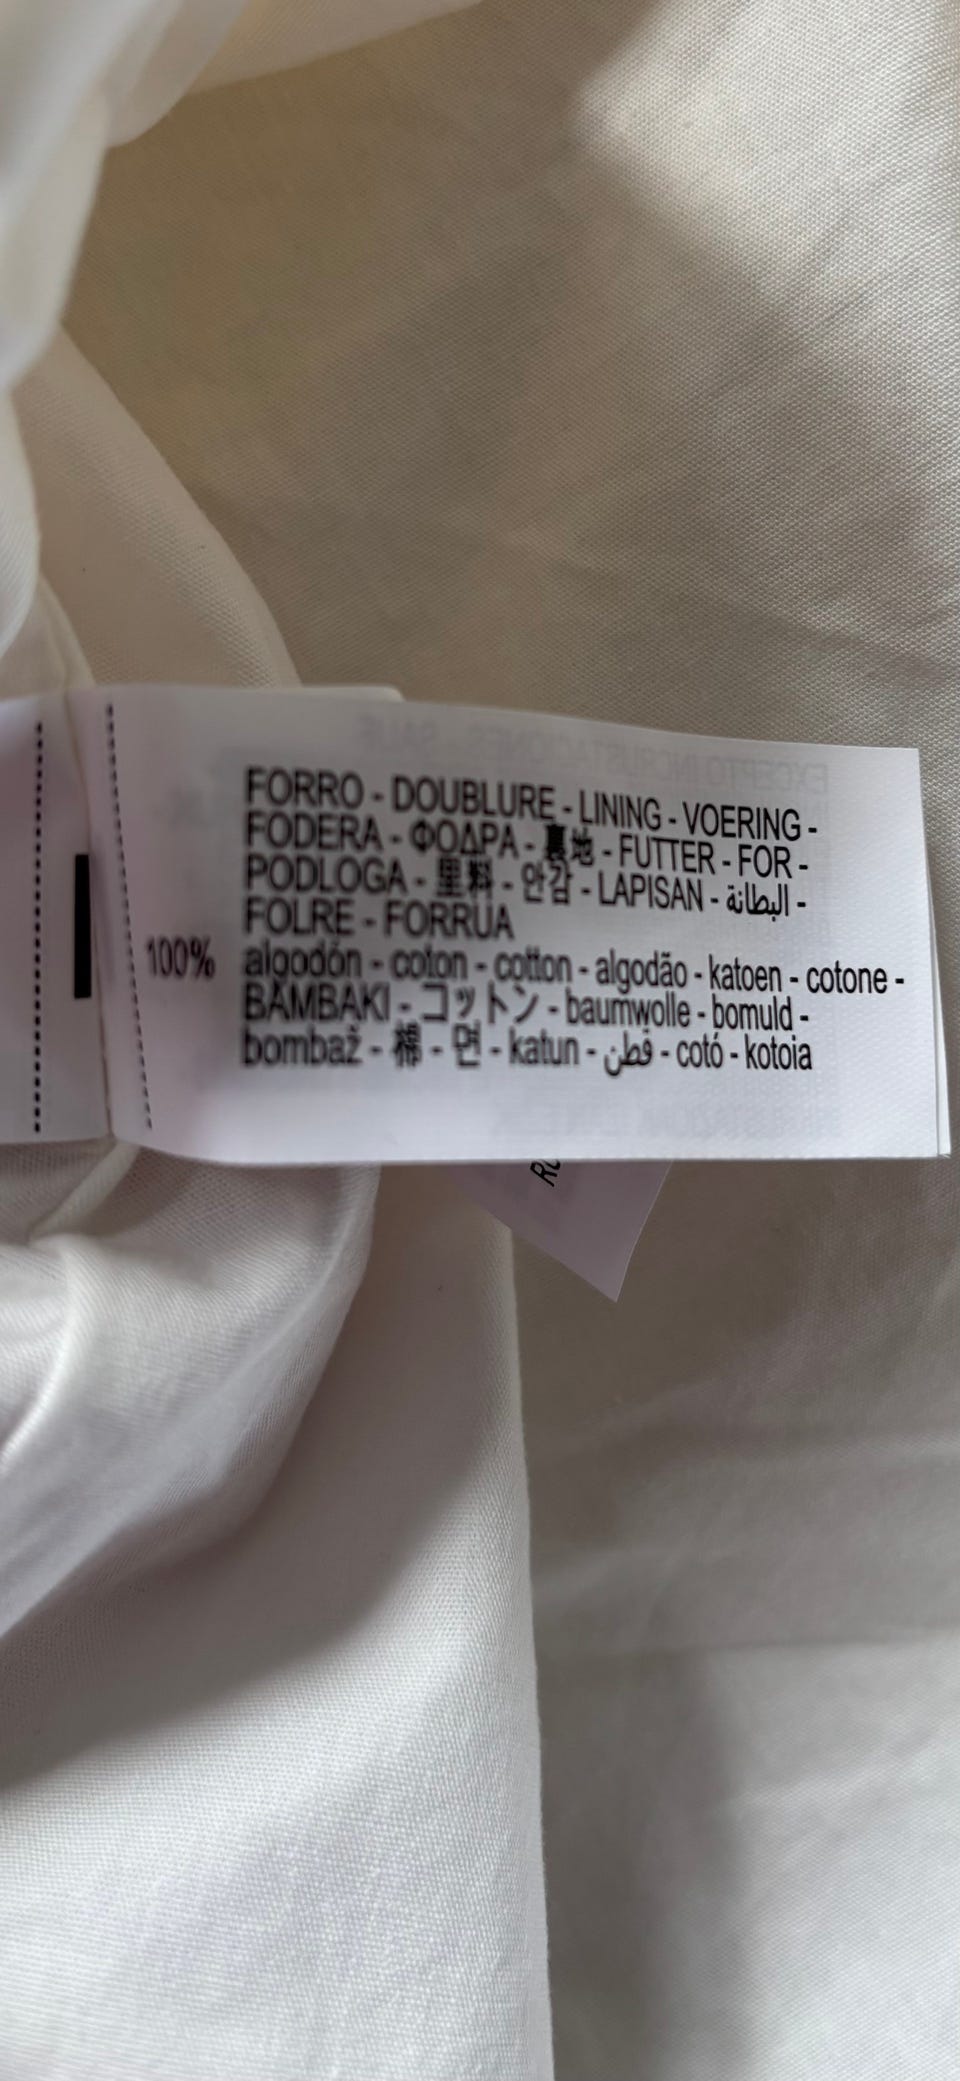 FORRO - DOUBLURE - LINING - VOERING -
FODERA - ΦΟΔΡΑ - 裏地 - FUTTER - FOR -
PODLOGA - 里料 - 안감 - LAPISAN - البطانة -
FOLRE - FORRUA
100% algodón - coton - cotton - algodão - katoen - cotone -
BAMBAKI - コットン - baumwolle - bomuld -
bombaž - 棉 - 면 - katun - قطن - cotó - kotoia